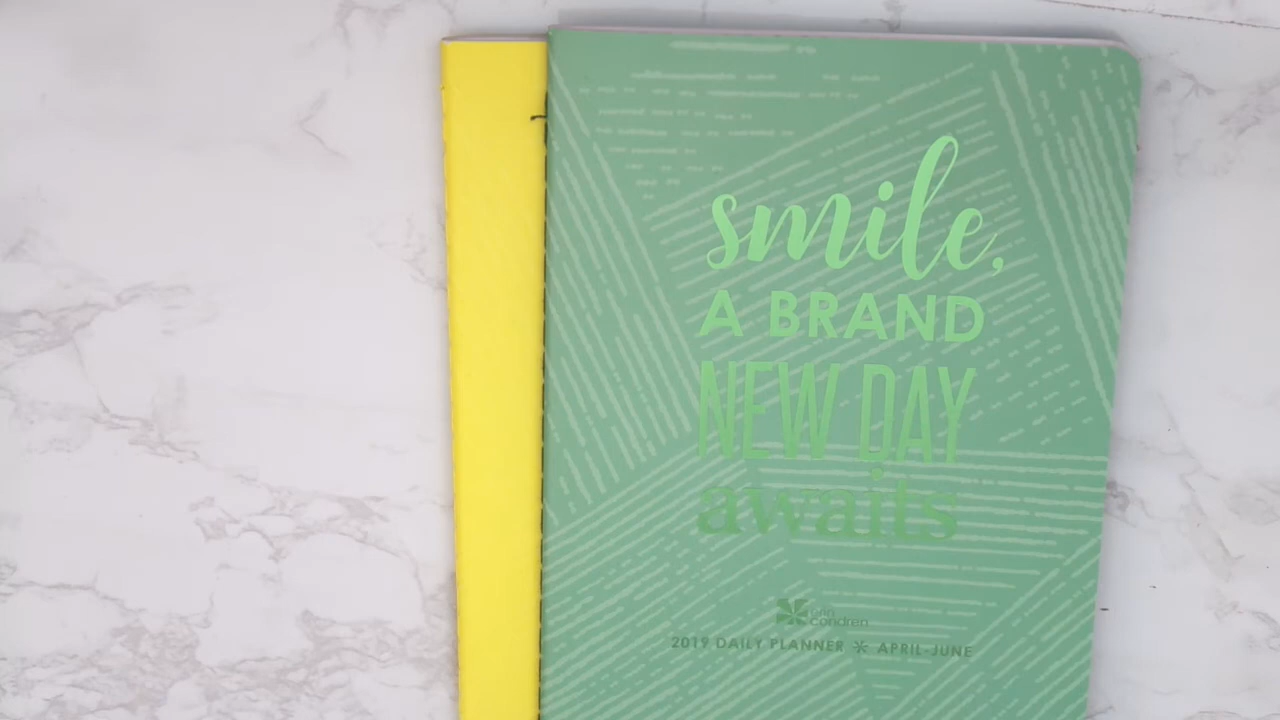 smile,
A BRAND
NEW DAY
awaits
erin
condren
2019 DAILY PLANNER ✻ APRIL-JUNE